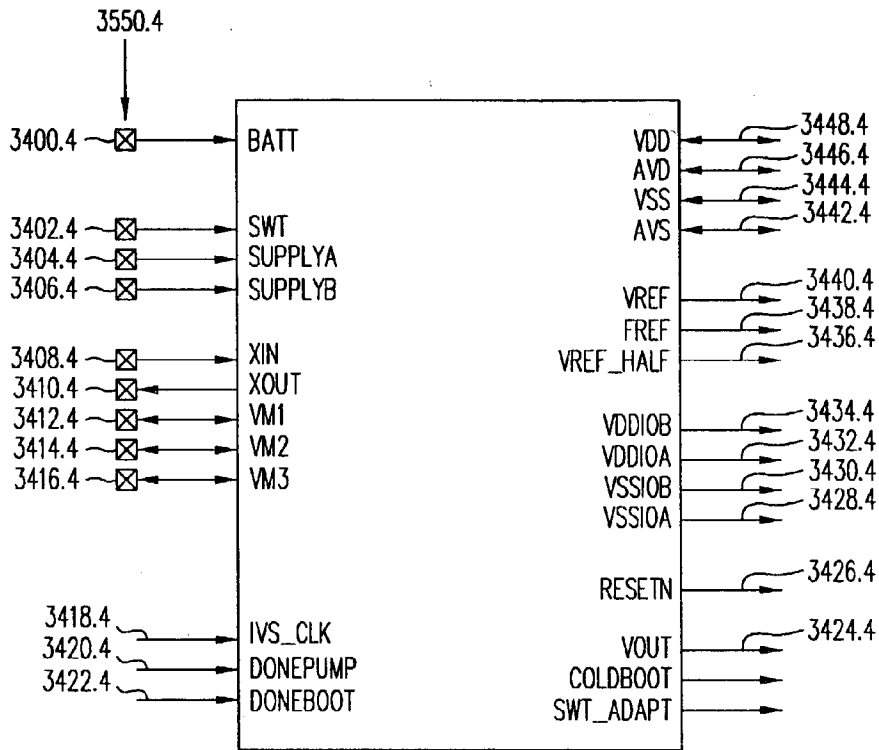 3550.4
3400.4 BATT VDD 3448.4
AVD 3446.4
VSS 3444.4
3402.4 SWT AVS 3442.4
3404.4 SUPPLYA
3406.4 SUPPLYB VREF 3440.4
FREF 3438.4
3408.4 XIN VREF_HALF 3436.4
3410.4 XOUT
3412.4 VM1 VDDIOB 3434.4
3414.4 VM2 VDDIOA 3432.4
3416.4 VM3 VSSIOB 3430.4
VSSIOA 3428.4
RESETN 3426.4
3418.4 IVS_CLK VOUT 3424.4
3420.4 DONEPUMP COLDBOOT
3422.4 DONEBOOT SWT_ADAPT